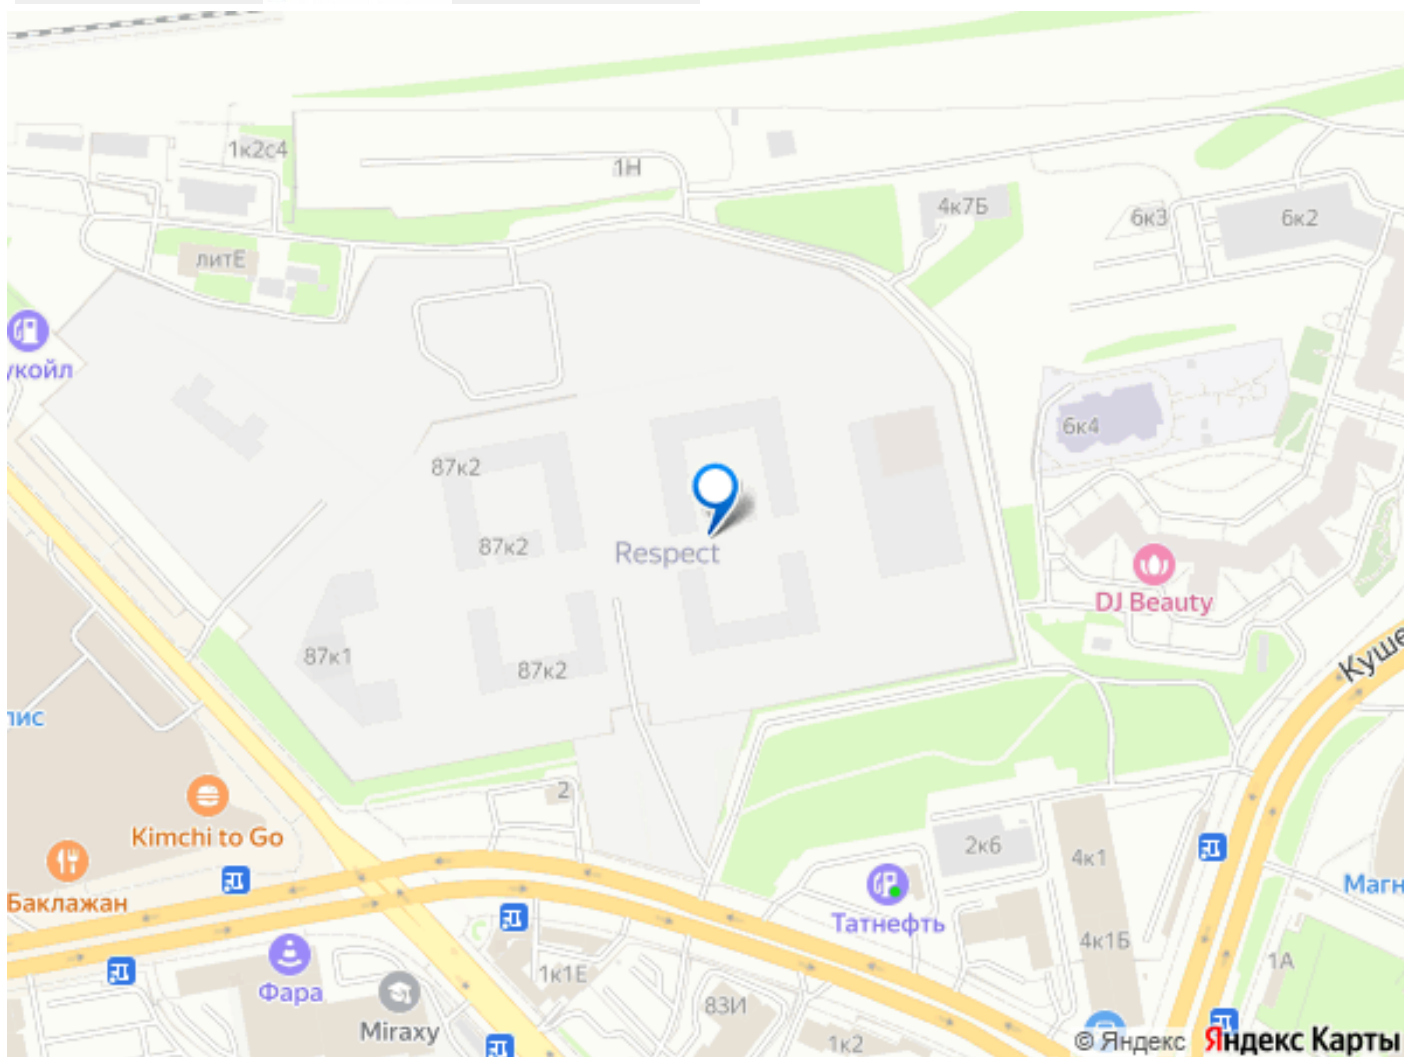 1к2с4
1Н
4к7Б
6к3
6к2
литЕ
укойл
6к4
87к2
87к2
Respect
DJ Beauty
87к1
87к2
Куше
лис
2
Kimchi to Go
2к6
4к1
Магн
Баклажан
Татнефть
4к1Б
1А
1к1Е
Фара
83И
Miraxy
1к2
© Яндекс Яндекс Карты